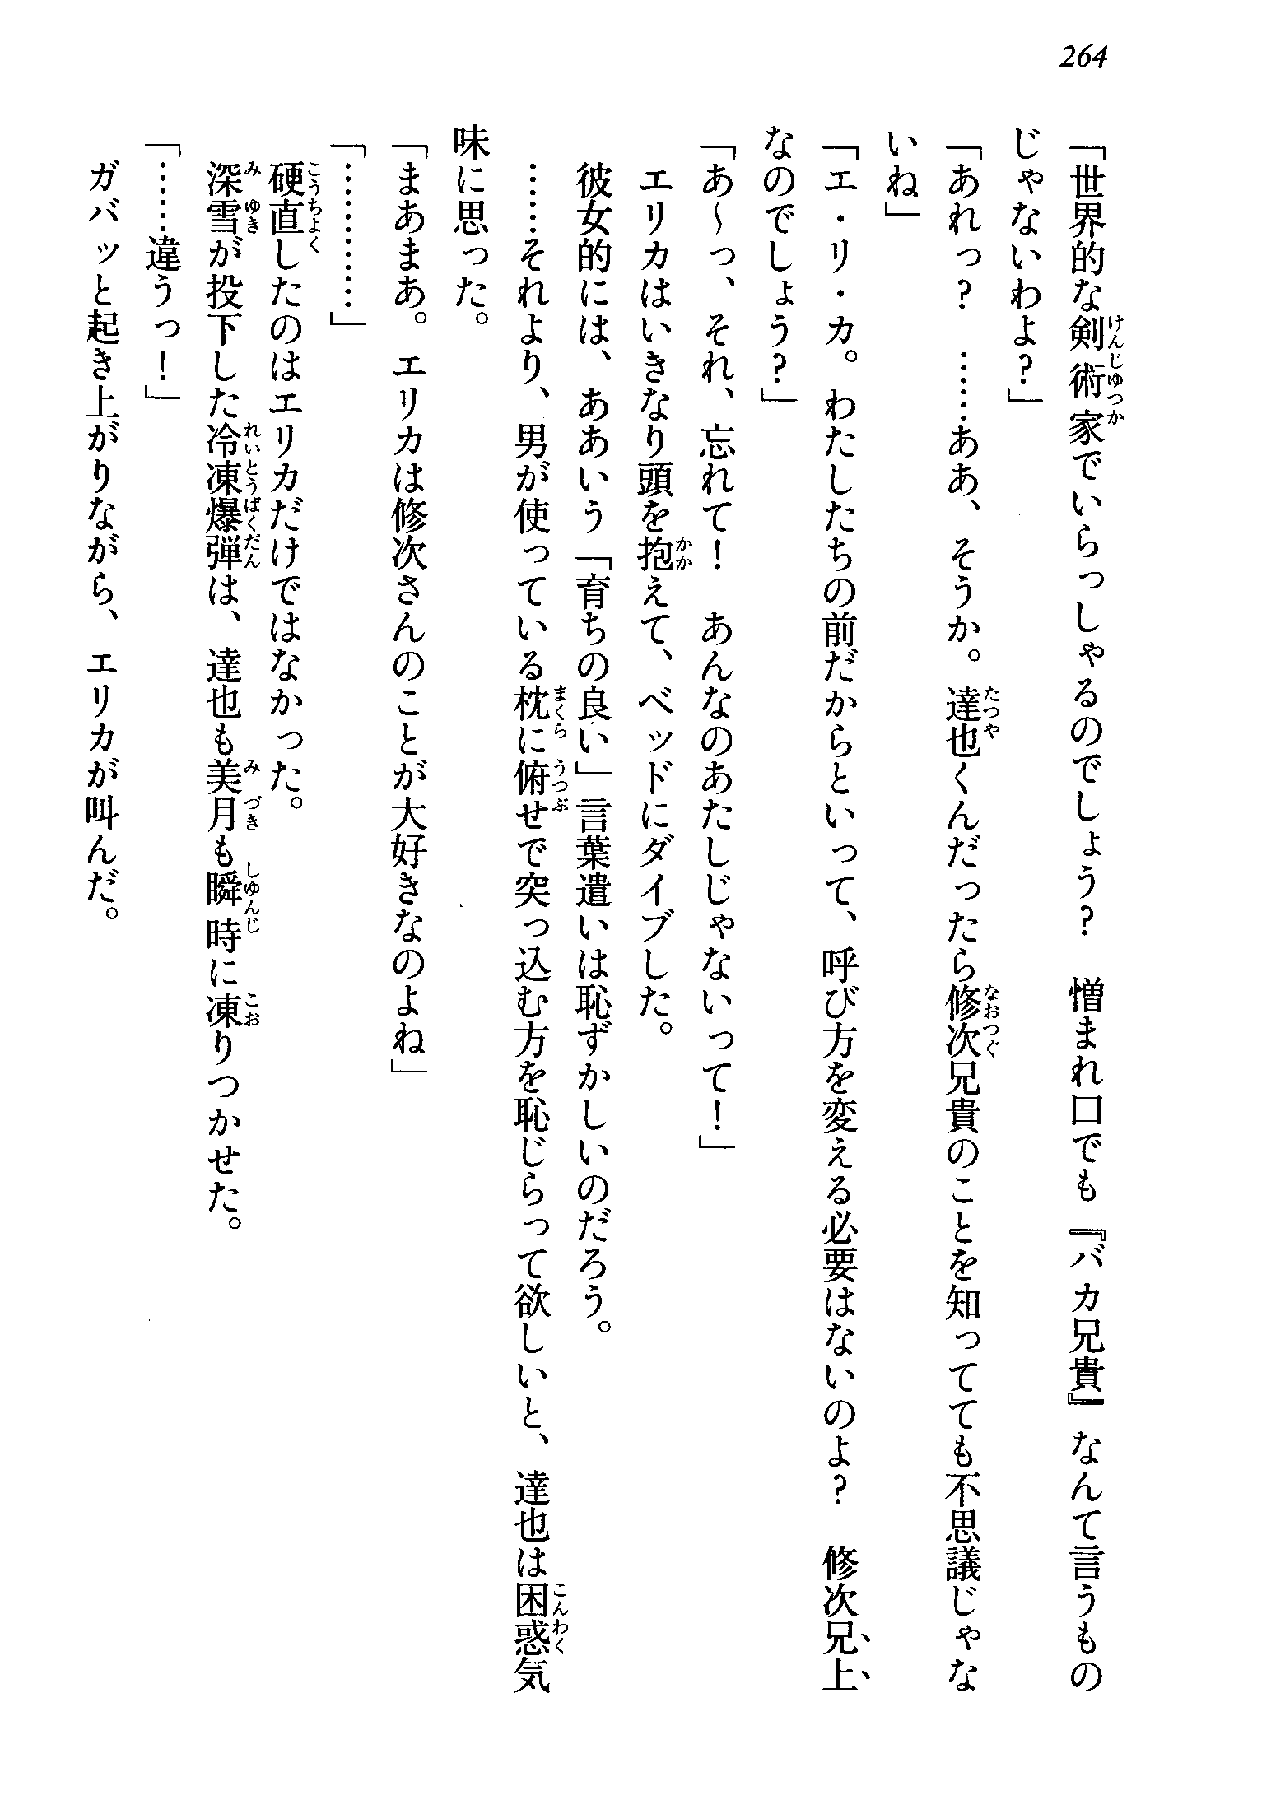 264
「世界的な剣術家でいらっしゃるのでしょう？　憎まれ口でも『バカ兄貴』なんて言うもの
じゃないわよ？」
「あれっ？　……ああ、そうか。達也くんだったら修次兄貴のことを知ってても不思議じゃな
いね」
「エ・リ・カ。わたしたちの前だからといって、呼び方を変える必要はないのよ？　修次兄上
なのでしょう？」
「あ〜っ、それ、忘れて！　あんなのあたしじゃないって！」
　エリカはいきなり頭を抱えて、ベッドにダイブした。
　彼女的には、ああいう「育ちの良い」言葉遣いは恥ずかしいのだろう。
　……それより、男が使っている枕に俯せで突っ込む方を恥じらって欲しいと、達也は困惑気
味に思った。
「まあまあ。エリカは修次さんのことが大好きなのよね」
「…………」
　硬直したのはエリカだけではなかった。
　深雪が投下した冷凍爆弾は、達也も美月も瞬時に凍りつかせた。
「……違うっ！」
　ガバッと起き上がりながら、エリカが叫んだ。